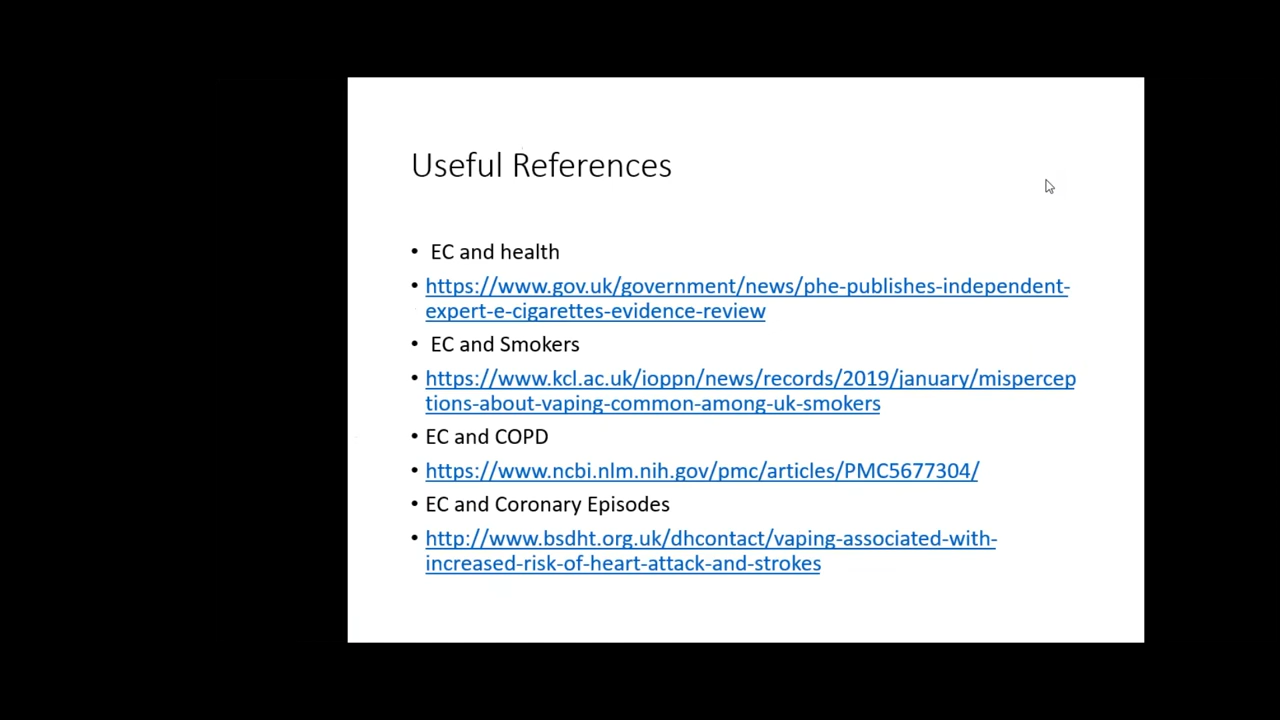 Useful References
• EC and health
• https://www.gov.uk/government/news/phe-publishes-independent-
expert-e-cigarettes-evidence-review
• EC and Smokers
• https://www.kcl.ac.uk/ioppn/news/records/2019/january/mispercep
tions-about-vaping-common-among-uk-smokers
• EC and COPD
• https://www.ncbi.nlm.nih.gov/pmc/articles/PMC5677304/
• EC and Coronary Episodes
• http://www.bsdht.org.uk/dhcontact/vaping-associated-with-
increased-risk-of-heart-attack-and-strokes